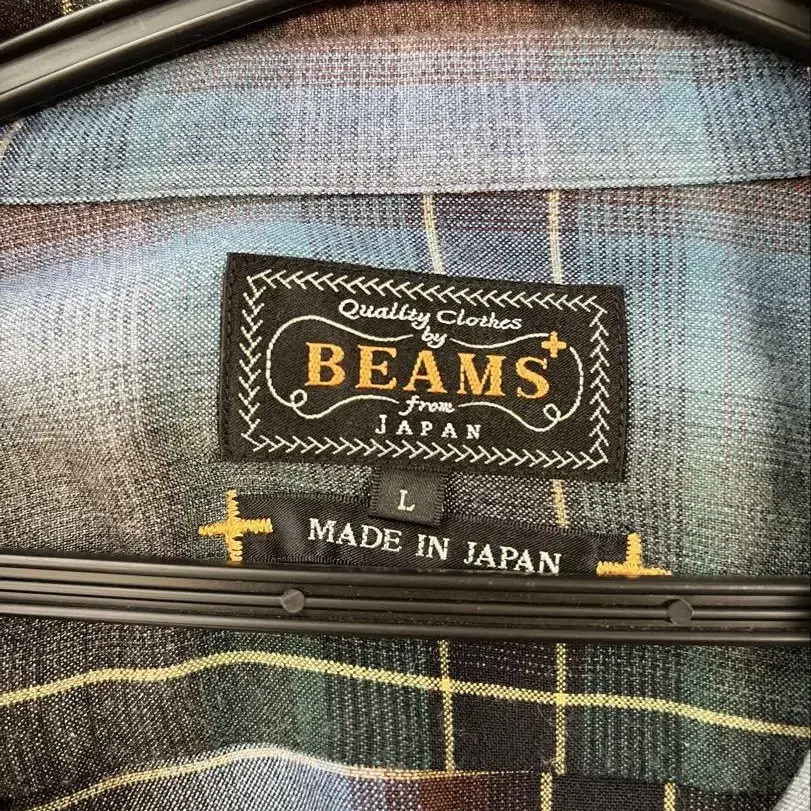 Quality Clothes
by
BEAMS+
from
JAPAN
L
MADE IN JAPAN